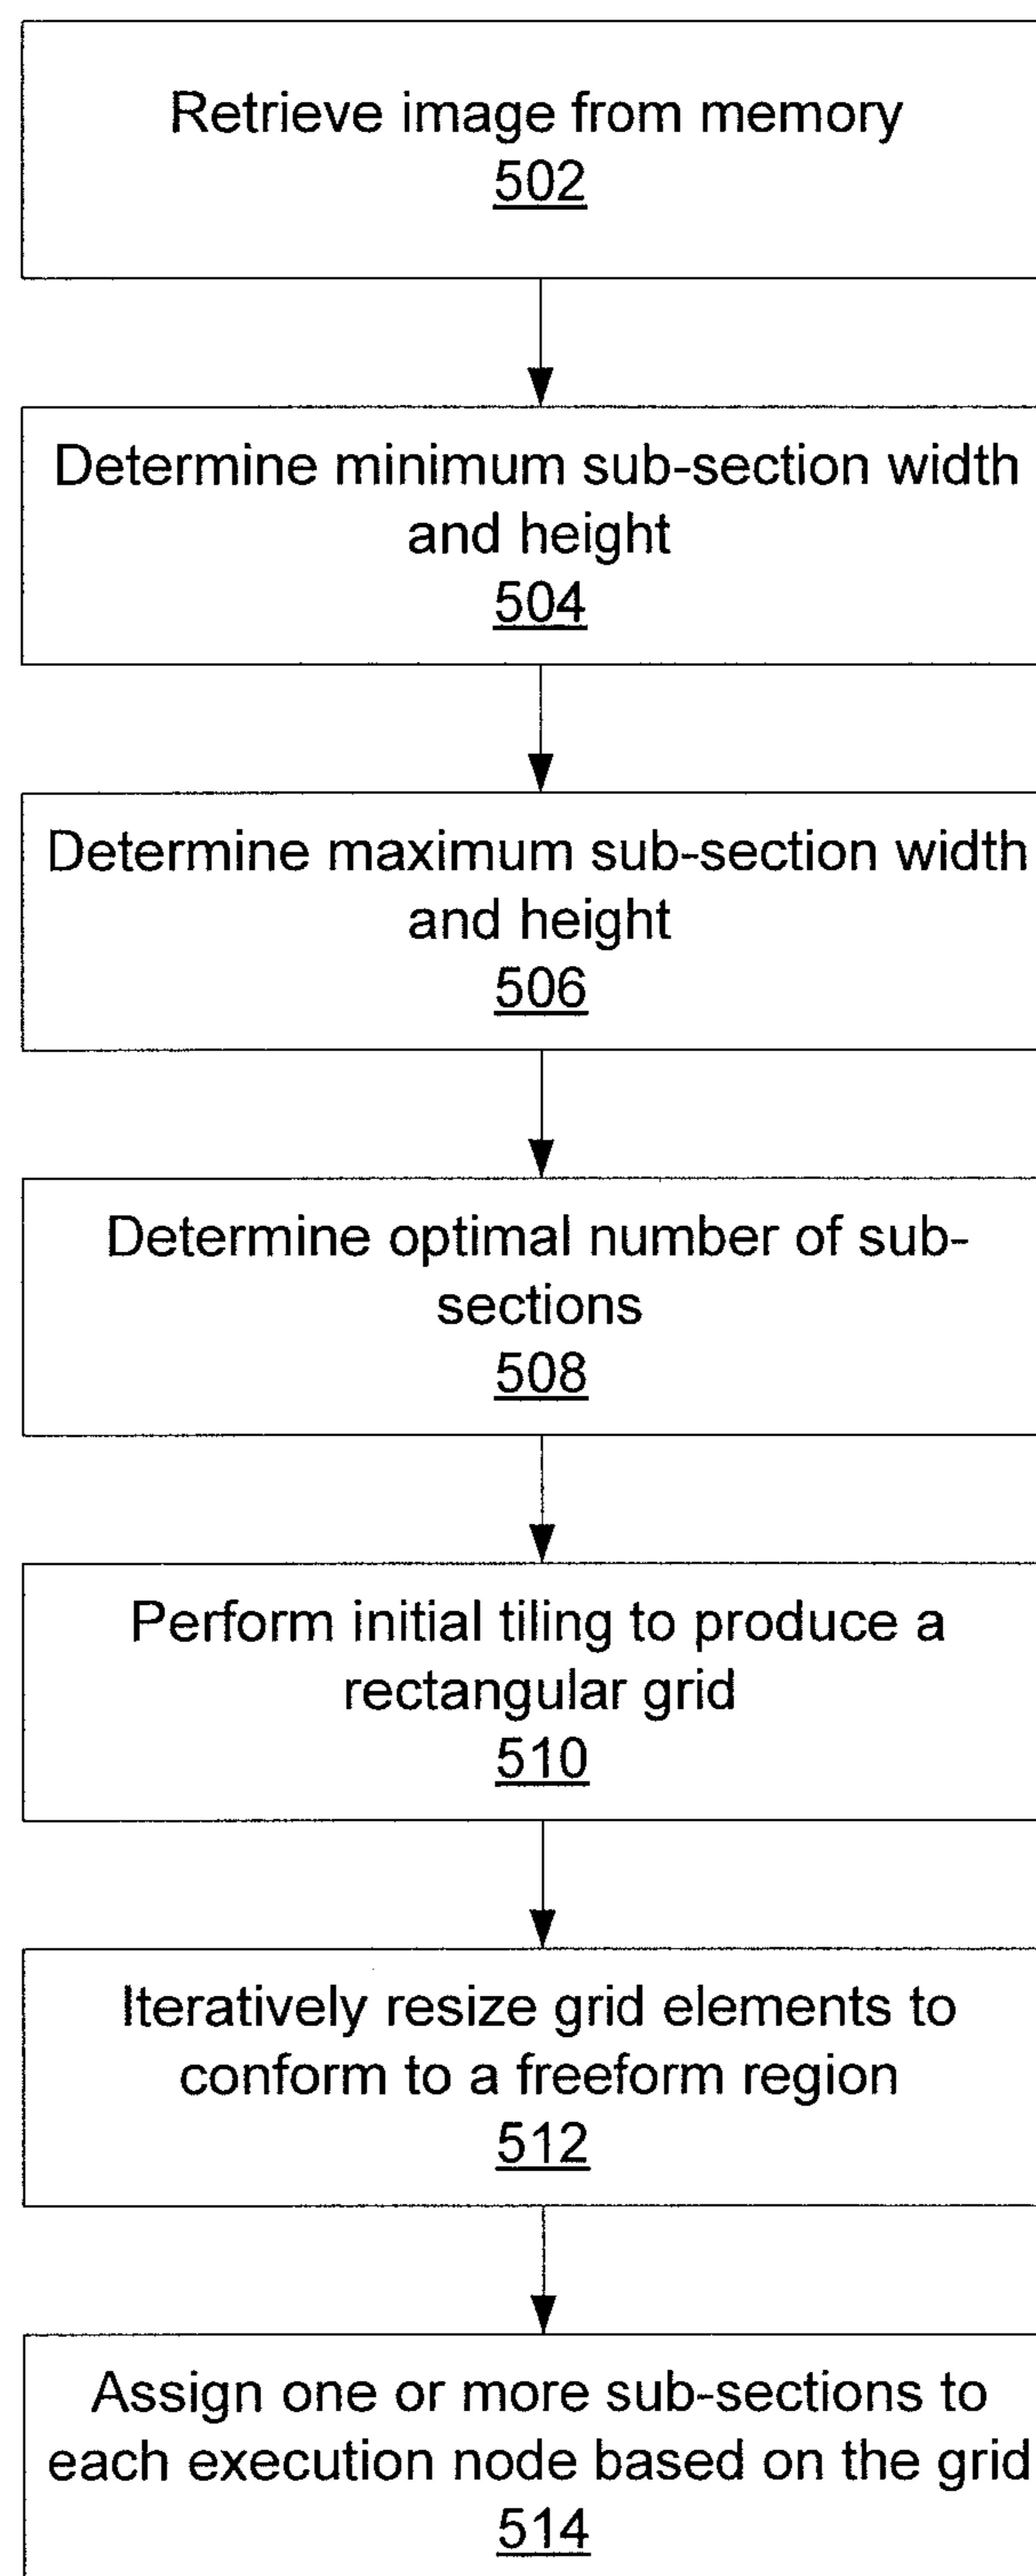 Retrieve image from memory
502
Determine minimum sub-section width
and height
504
Determine maximum sub-section width
and height
506
Determine optimal number of sub-
sections
508
Perform initial tiling to produce a
rectangular grid
510
Iteratively resize grid elements to
conform to a freeform region
512
Assign one or more sub-sections to
each execution node based on the grid
514